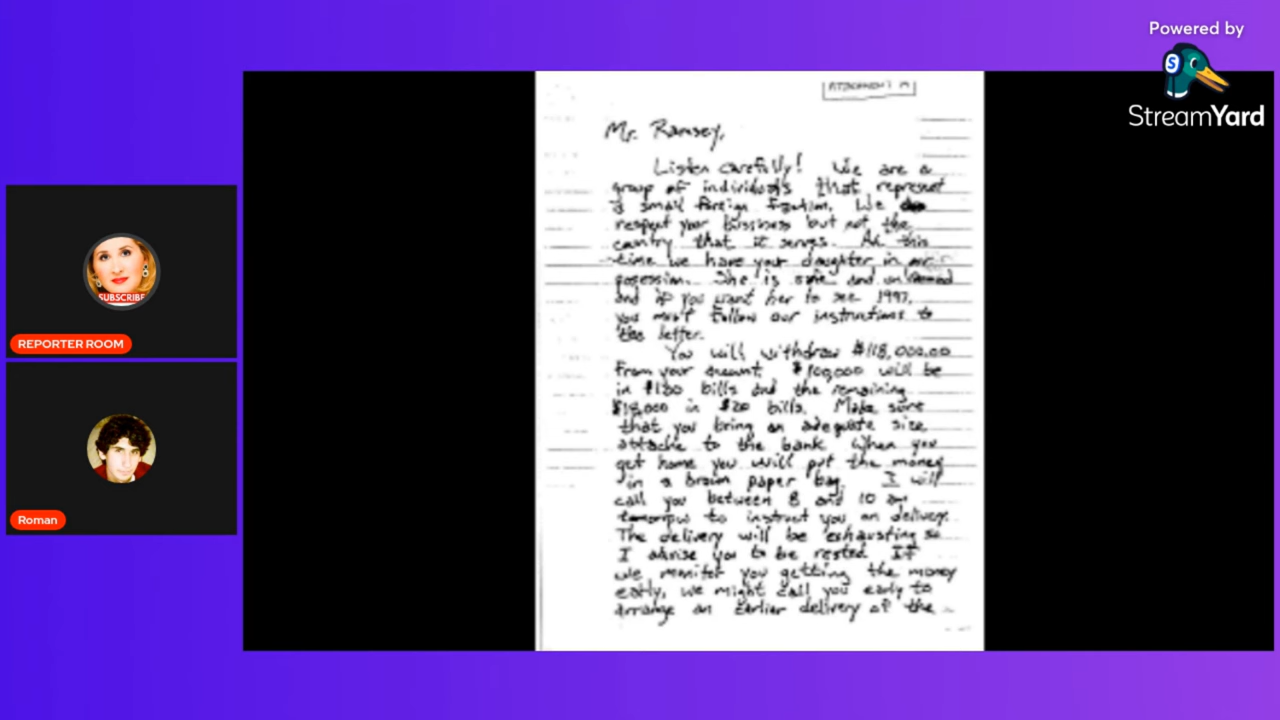 Powered by
StreamYard
ATTACHMENT
Mr. Ramsey,
Listen carefully! We are a
group of individuals that represent
a small foreign faction. We
respect your bussiness but not the
country that it serves. At this
time we have your daughter in our
posession. She is safe and unharmed
and if you want her to see 1997,
you must follow our instructions to
the letter.
You will withdraw $118,000.00
from your account. $100,000 will be
in $100 bills and the remaining
$18,000 in $20 bills. Make sure
that you bring an adequate size
attache to the bank. When you
get home you will put the money
in a brown paper bag. I will
call you between 8 and 10 am
tomorrow to instruct you on delivery.
The delivery will be exhausting so
I advise you to be rested. If
we monitor you getting the money
early, we might call you early to
arrange an earlier delivery of the
SUBSCRIBE
REPORTER ROOM
Roman